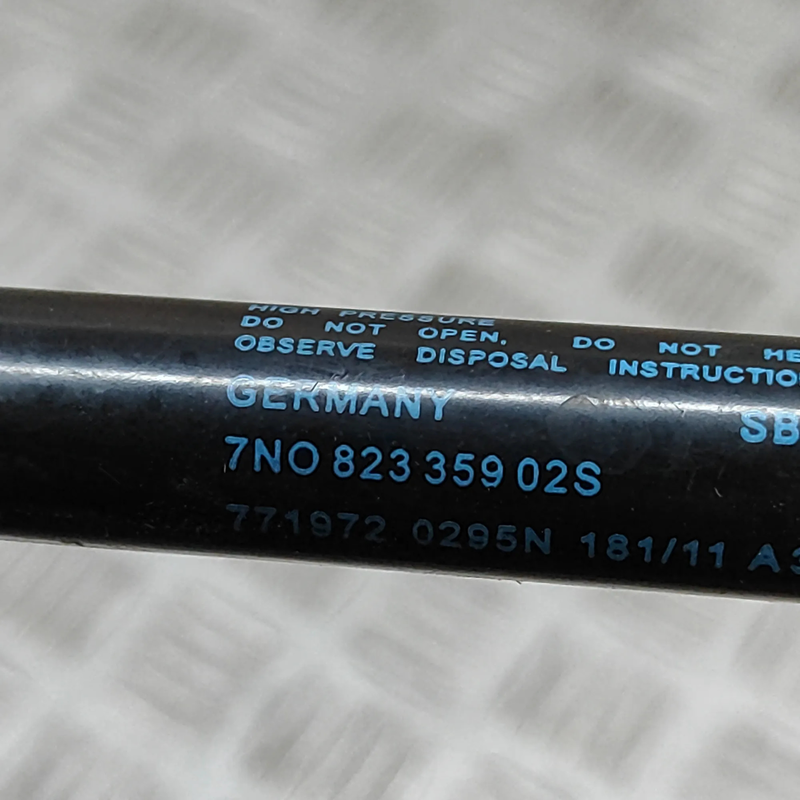 HIGH PRESSURE
DO NOT OPEN. DO NOT HE
OBSERVE DISPOSAL INSTRUCTIO
GERMANY SB
7N0 823 359 02S
771972 0295N 181/11 A